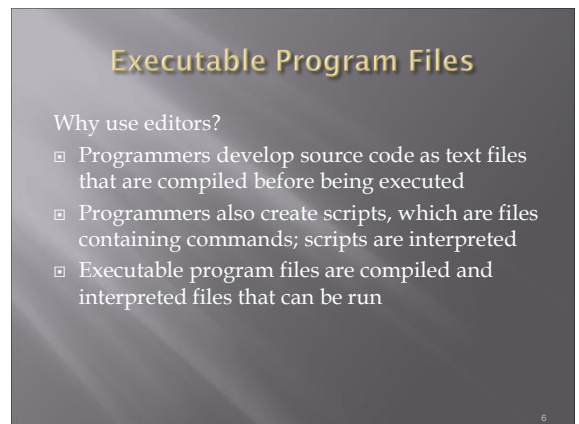 Executable Program Files
Why use editors?
Programmers develop source code as text files
that are compiled before being executed
Programmers also create scripts, which are files
containing commands; scripts are interpreted
Executable program files are compiled and
interpreted files that can be run
6